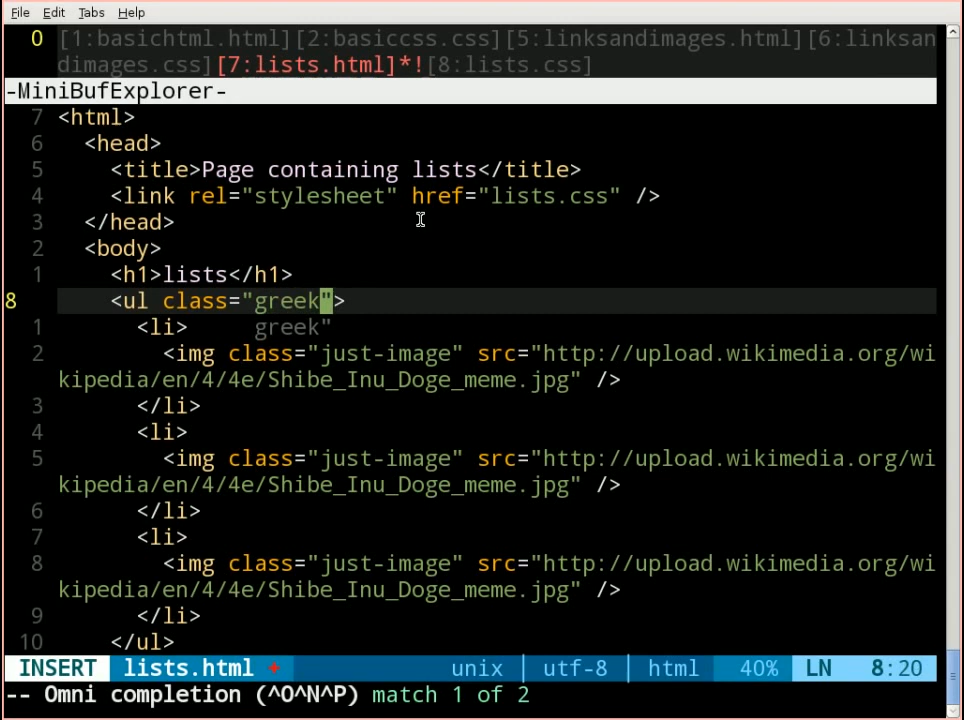 File Edit Tabs Help
0 [1:basichtml.html][2:basiccss.css][5:linksandimages.html][6:linksan
dimages.css][7:lists.html]*![8:lists.css]
-MiniBufExplorer-
7 <html>
6 <head>
5 <title>Page containing lists</title>
4 <link rel="stylesheet" href="lists.css" />
3 </head>
2 <body>
1 <h1>lists</h1>
8 <ul class="greek">
1 <li> greek"
2 <img class="just-image" src="http://upload.wikimedia.org/wi
kipedia/en/4/4e/Shibe_Inu_Doge_meme.jpg" />
3 </li>
4 <li>
5 <img class="just-image" src="http://upload.wikimedia.org/wi
kipedia/en/4/4e/Shibe_Inu_Doge_meme.jpg" />
6 </li>
7 <li>
8 <img class="just-image" src="http://upload.wikimedia.org/wi
kipedia/en/4/4e/Shibe_Inu_Doge_meme.jpg" />
9 </li>
10 </ul>
INSERT lists.html + unix | utf-8 | html 40% LN 8:20
-- Omni completion (^O^N^P) match 1 of 2